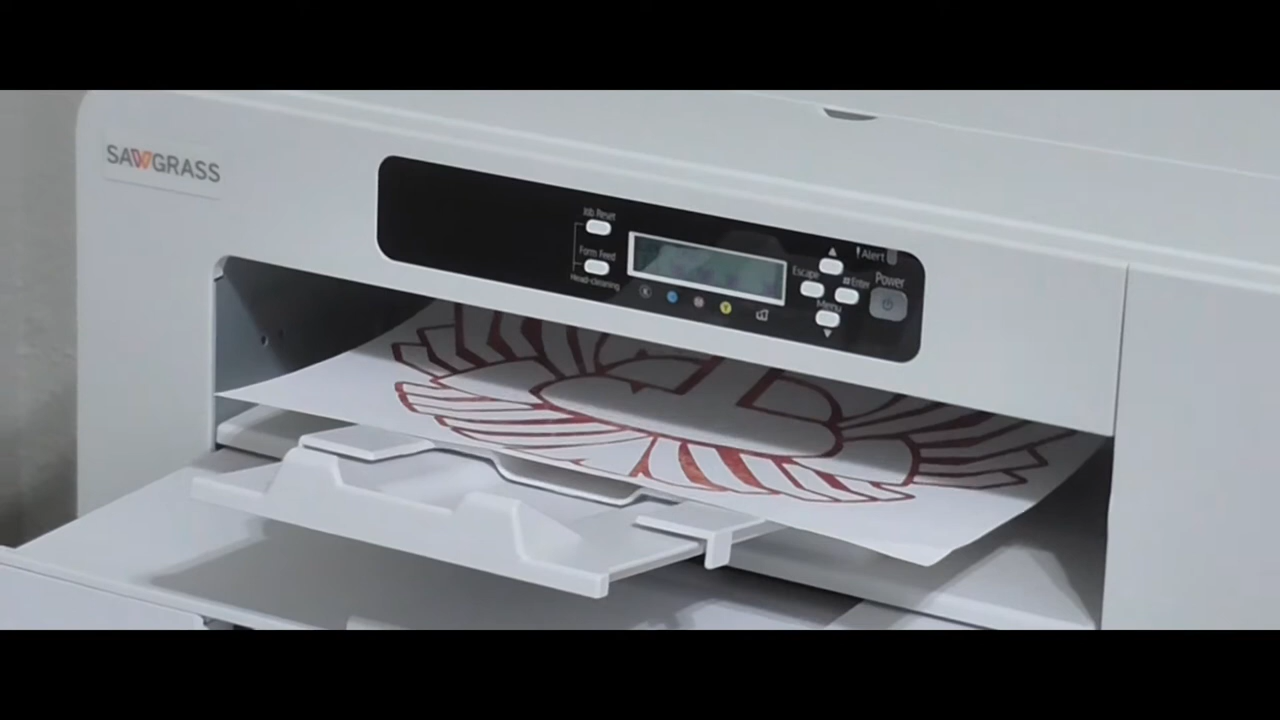 SAWGRASS
Job Reset
Form Feed
Head-cleaning
Alert
Escape
Enter
Power
Menu
K
Y